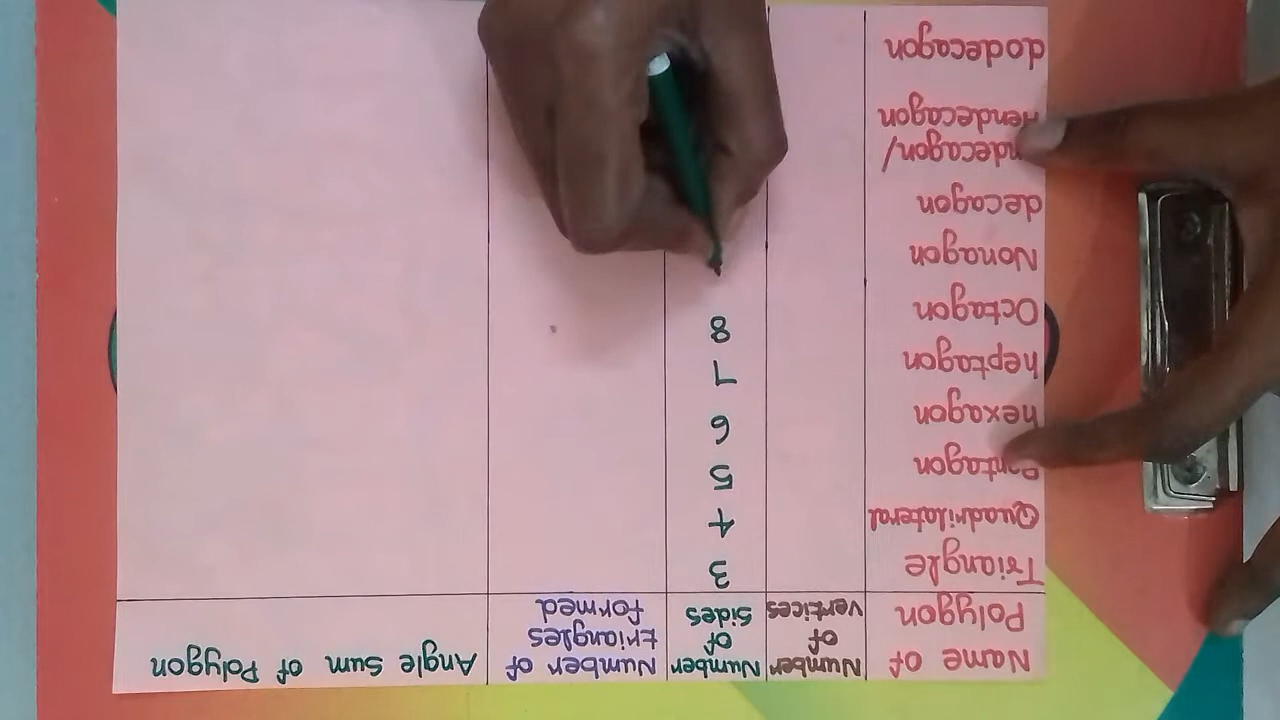 Name of Polygon
Number of vertices
Number of sides
Number of triangles formed
Angle Sum of Polygon
Triangle 3
Quadrilateral 4
Pentagon 5
hexagon 6
heptagon 7
Octagon 8
Nonagon
decagon
Hendecagon
dodecagon